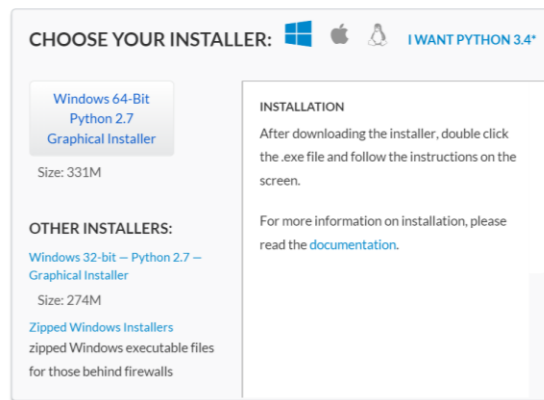 CHOOSE YOUR INSTALLER:
I WANT PYTHON 3.4*
Windows 64-Bit
Python 2.7
Graphical Installer
Size: 331M
OTHER INSTALLERS:
Windows 32-bit — Python 2.7 —
Graphical Installer
Size: 274M
Zipped Windows Installers
zipped Windows executable files
for those behind firewalls
INSTALLATION
After downloading the installer, double click
the .exe file and follow the instructions on the
screen.
For more information on installation, please
read the documentation.